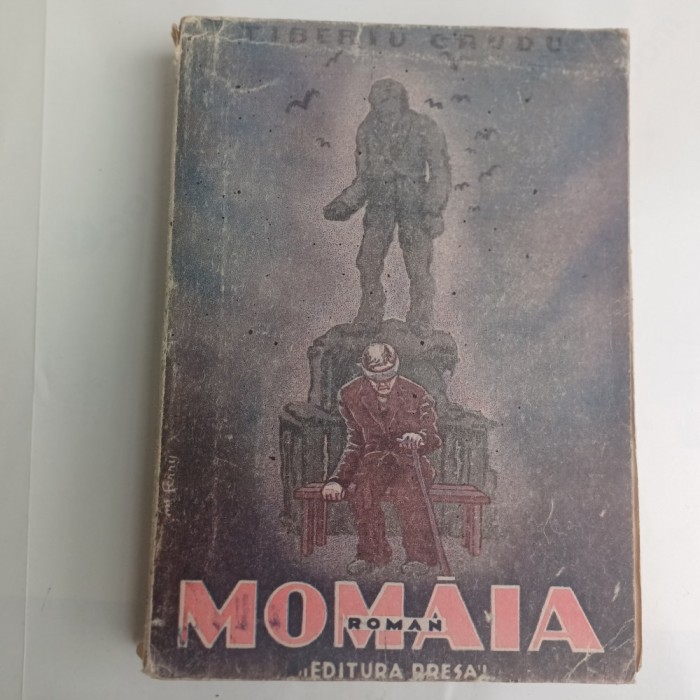 TIBERIU CRUDU
MOMÂIA
ROMAN
„EDITURA PRESA"